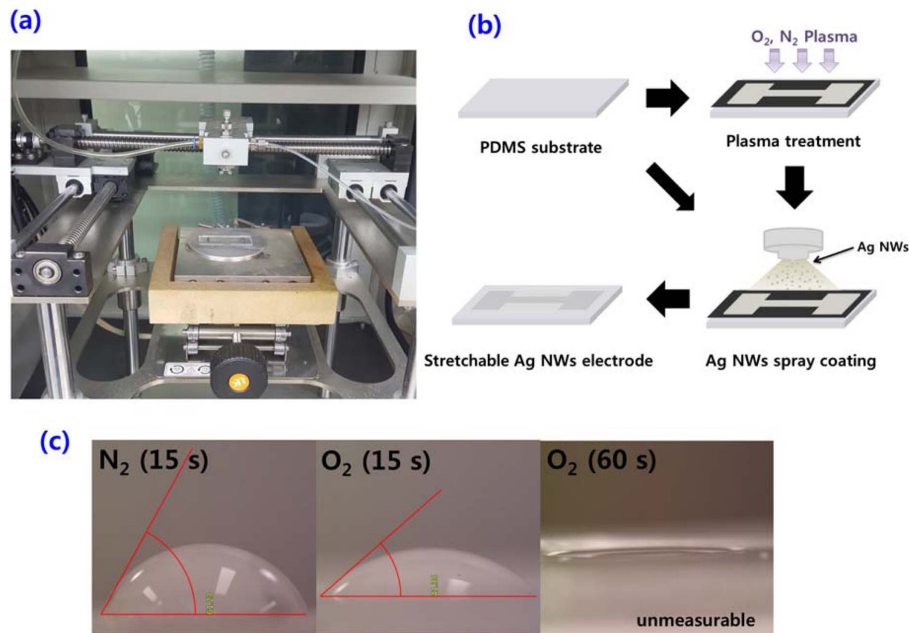 (a)
(b)
O₂, N₂ Plasma
PDMS substrate
Plasma treatment
Ag NWs
Stretchable Ag NWs electrode
Ag NWs spray coating
(c)
N₂ (15 s)
O₂ (15 s)
O₂ (60 s)
unmeasurable